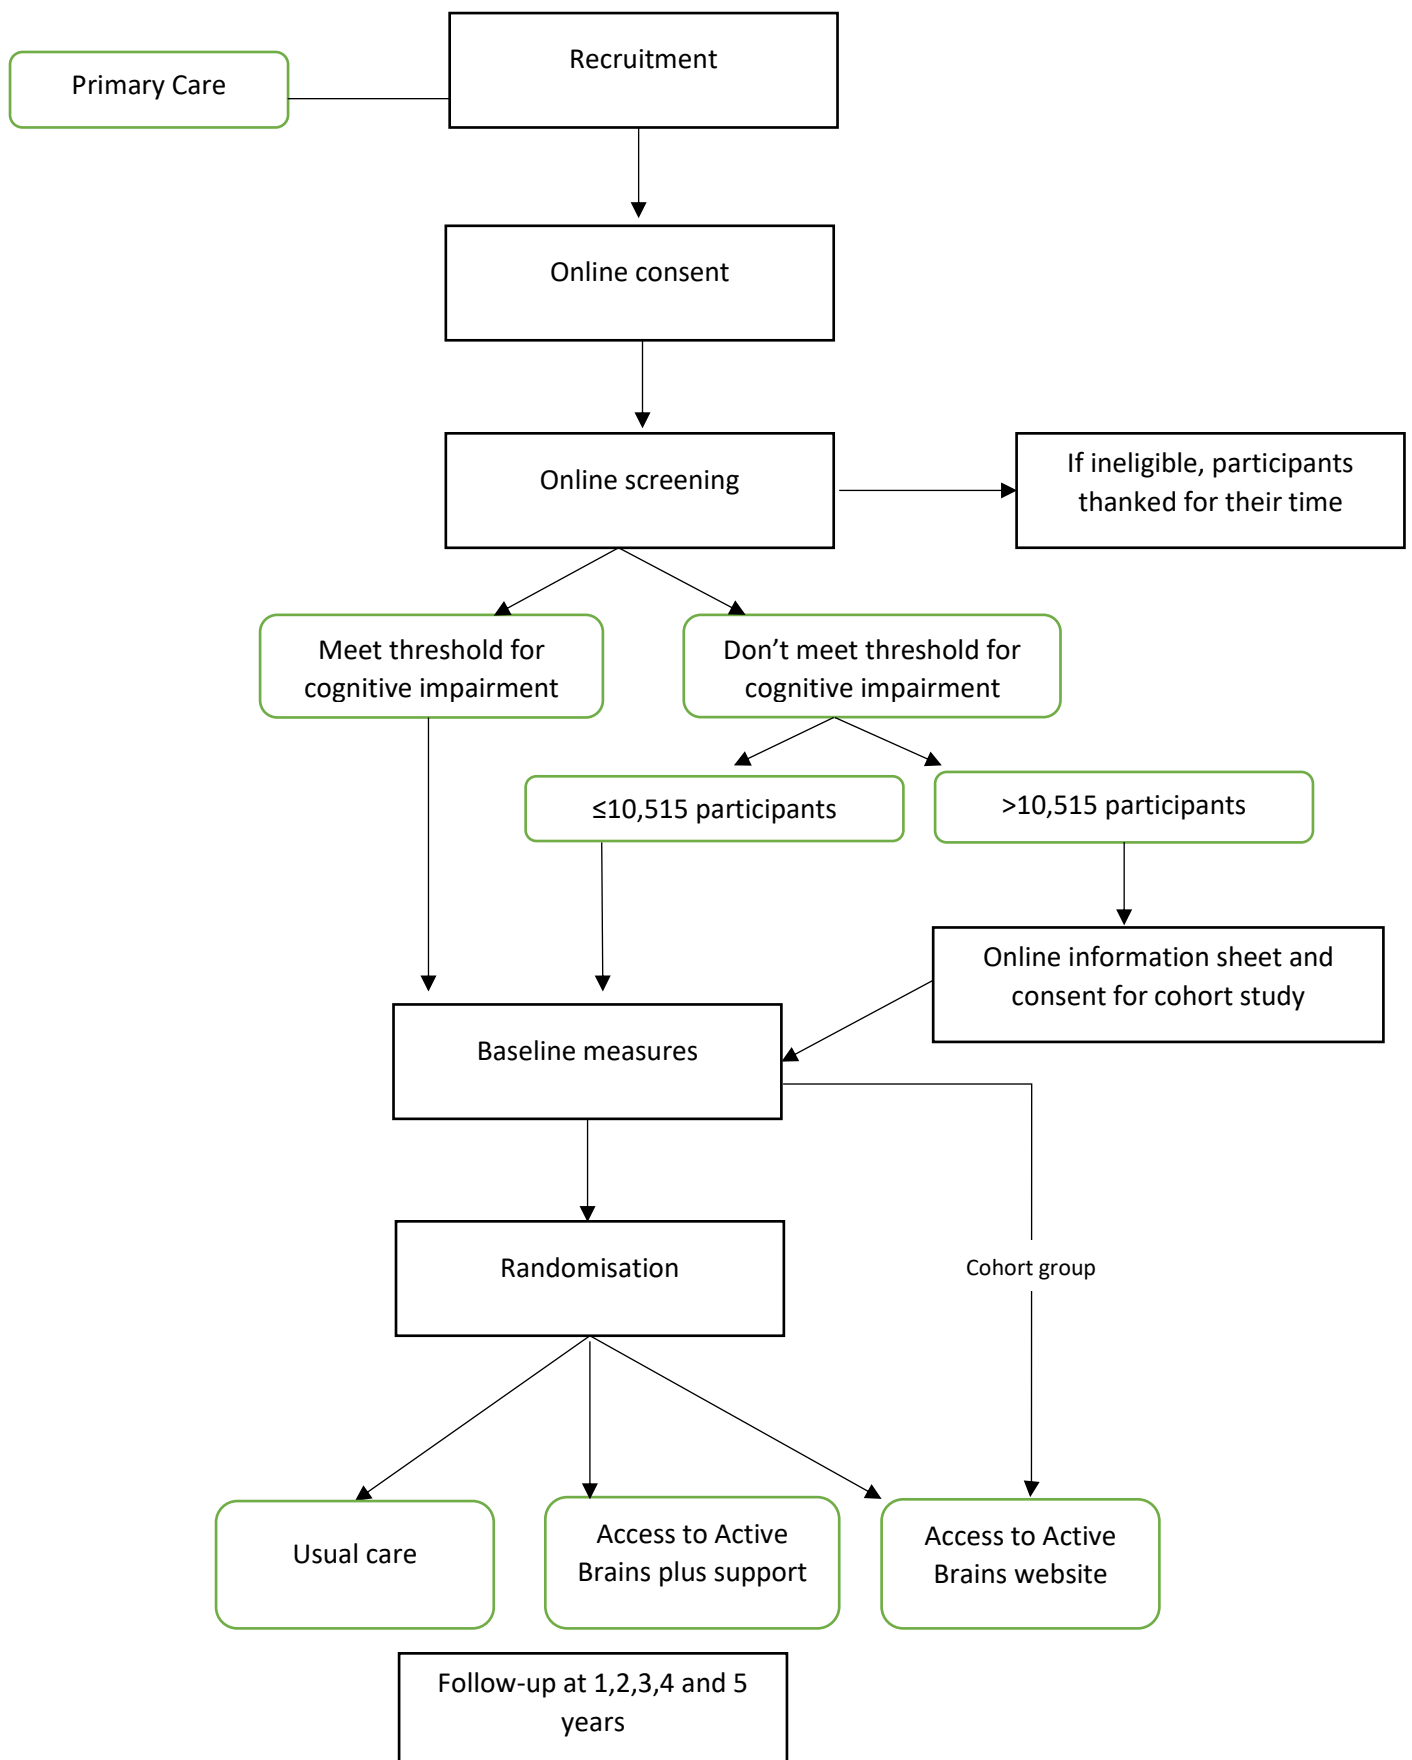 Recruitment
Primary Care
Online consent
Online screening
If ineligible, participants
thanked for their time
Meet threshold for
cognitive impairment
Don’t meet threshold for
cognitive impairment
≤10,515 participants
>10,515 participants
Online information sheet and
consent for cohort study
Baseline measures
Randomisation
Cohort group
Usual care
Access to Active
Brains plus support
Access to Active
Brains website
Follow-up at 1,2,3,4 and 5
years